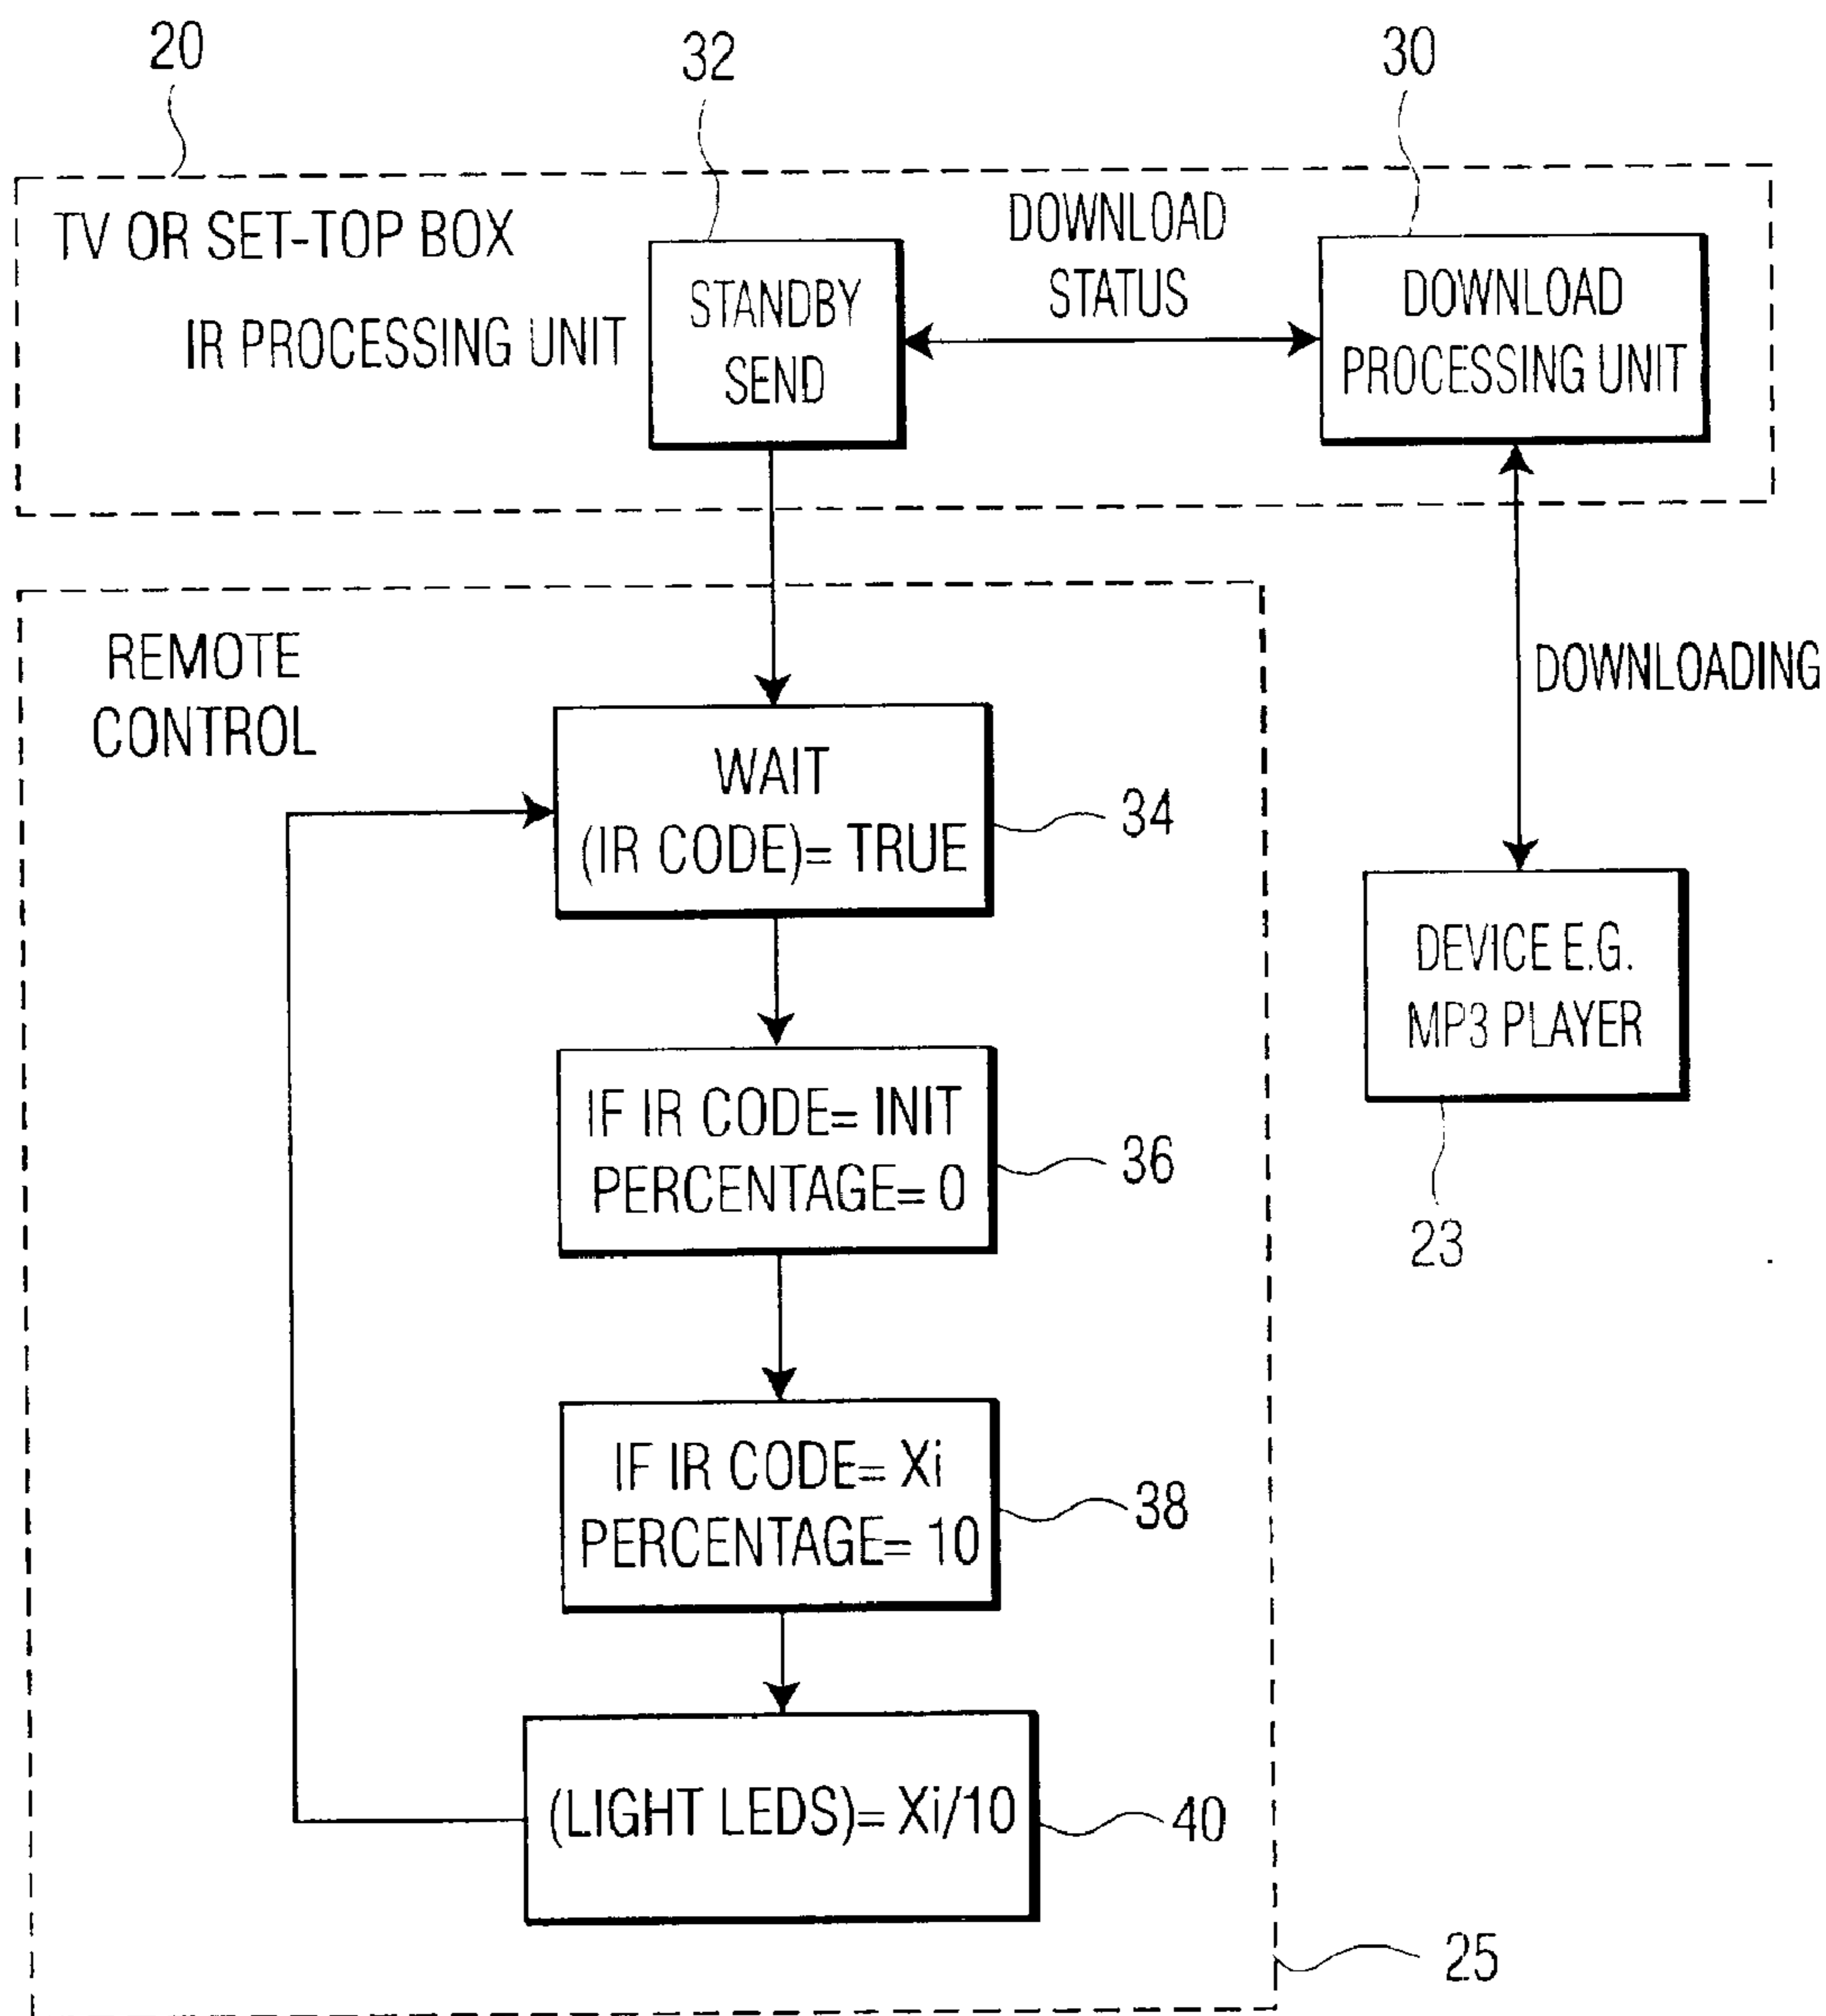 20
32
30
TV OR SET-TOP BOX
IR PROCESSING UNIT
STANDBY
SEND
DOWNLOAD
STATUS
DOWNLOAD
PROCESSING UNIT
REMOTE
CONTROL
DOWNLOADING
WAIT
(IR CODE)= TRUE
34
DEVICE E.G.
MP3 PLAYER
23
IF IR CODE= INIT
PERCENTAGE= 0
36
IF IR CODE= Xi
PERCENTAGE= 10
38
(LIGHT LEDS)= Xi/10
40
25